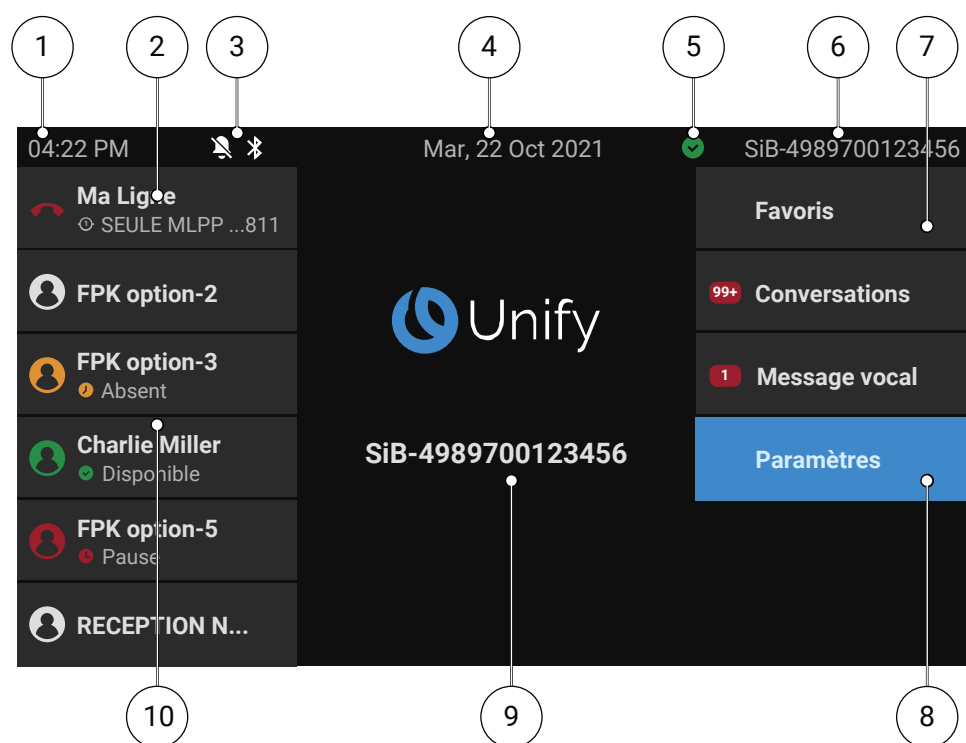 1 2 3 4 5 6 7
04:22 PM Mar, 22 Oct 2021 SiB-4989700123456
Ma Ligne
SEULE MLPP ...811
FPK option-2
FPK option-3
Absent
Charlie Miller
Disponible
FPK option-5
Pause
RECEPTION N...
Unify
SiB-4989700123456
Favoris
99+ Conversations
1 Message vocal
Paramètres
10 9 8